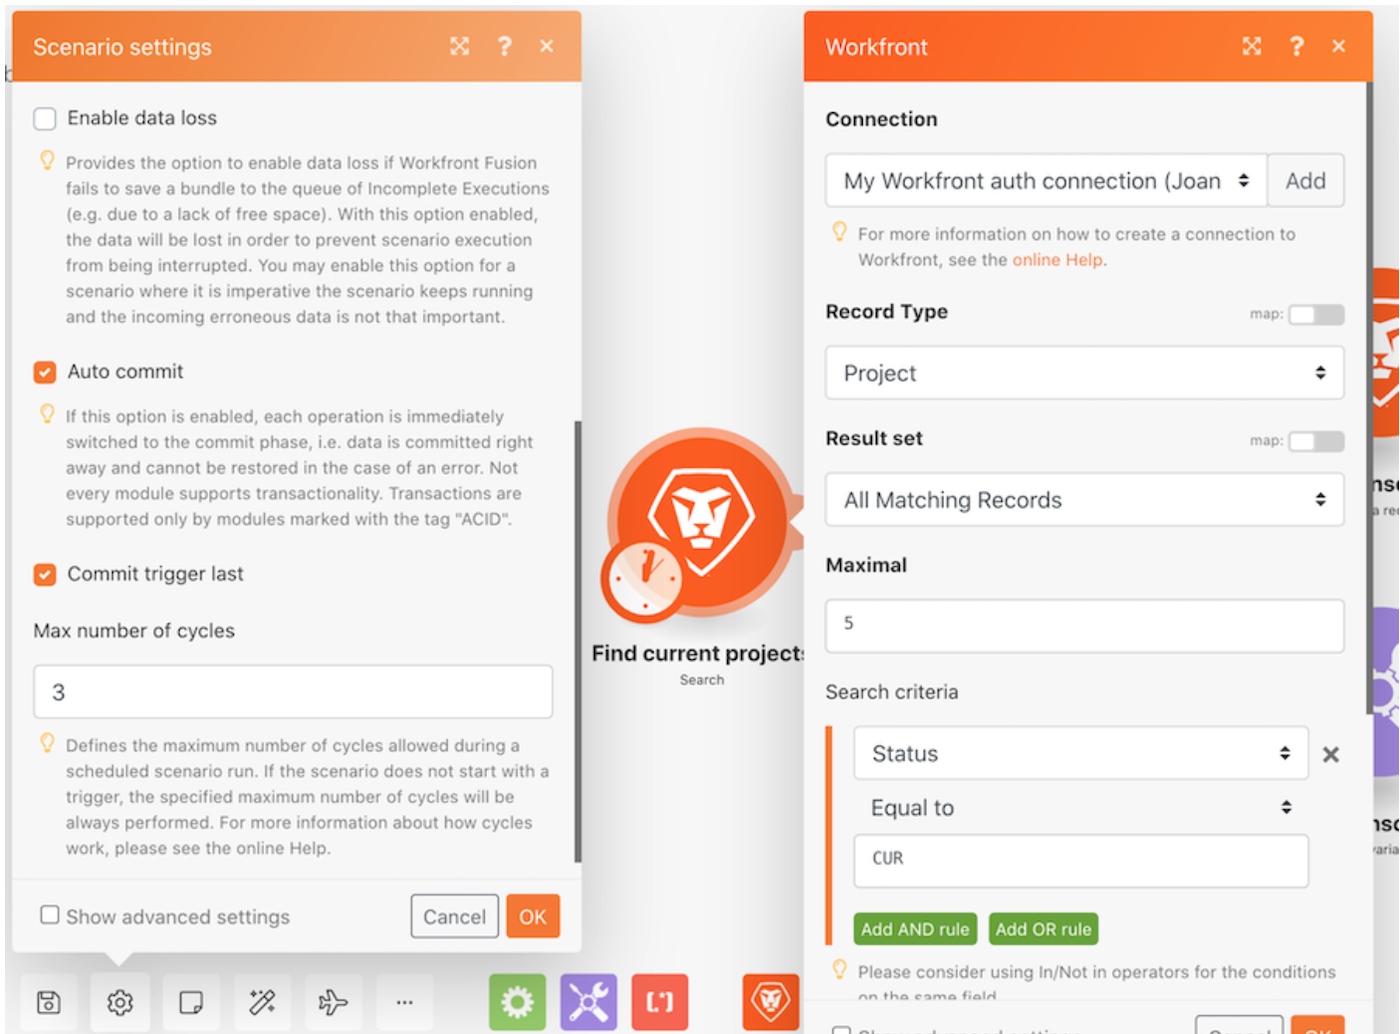 Scenario settings
Enable data loss
Provides the option to enable data loss if Workfront Fusion
fails to save a bundle to the queue of Incomplete Executions
(e.g. due to a lack of free space). With this option enabled,
the data will be lost in order to prevent scenario execution
from being interrupted. You may enable this option for a
scenario where it is imperative the scenario keeps running
and the incoming erroneous data is not that important.
Auto commit
If this option is enabled, each operation is immediately
switched to the commit phase, i.e. data is committed right
away and cannot be restored in the case of an error. Not
every module supports transactionality. Transactions are
supported only by modules marked with the tag "ACID".
Commit trigger last
Max number of cycles
3
Defines the maximum number of cycles allowed during a
scheduled scenario run. If the scenario does not start with a
trigger, the specified maximum number of cycles will be
always performed. For more information about how cycles
work, please see the online Help.
Show advanced settings
Cancel
OK
Find current projects
Search
Workfront
Connection
My Workfront auth connection (Joan
Add
For more information on how to create a connection to
Workfront, see the online Help.
Record Type
map:
Project
Result set
map:
All Matching Records
Maximal
5
Search criteria
Status
Equal to
CUR
Add AND rule
Add OR rule
Please consider using In/Not in operators for the conditions
on the same field
Show advanced settings
Cancel
OK